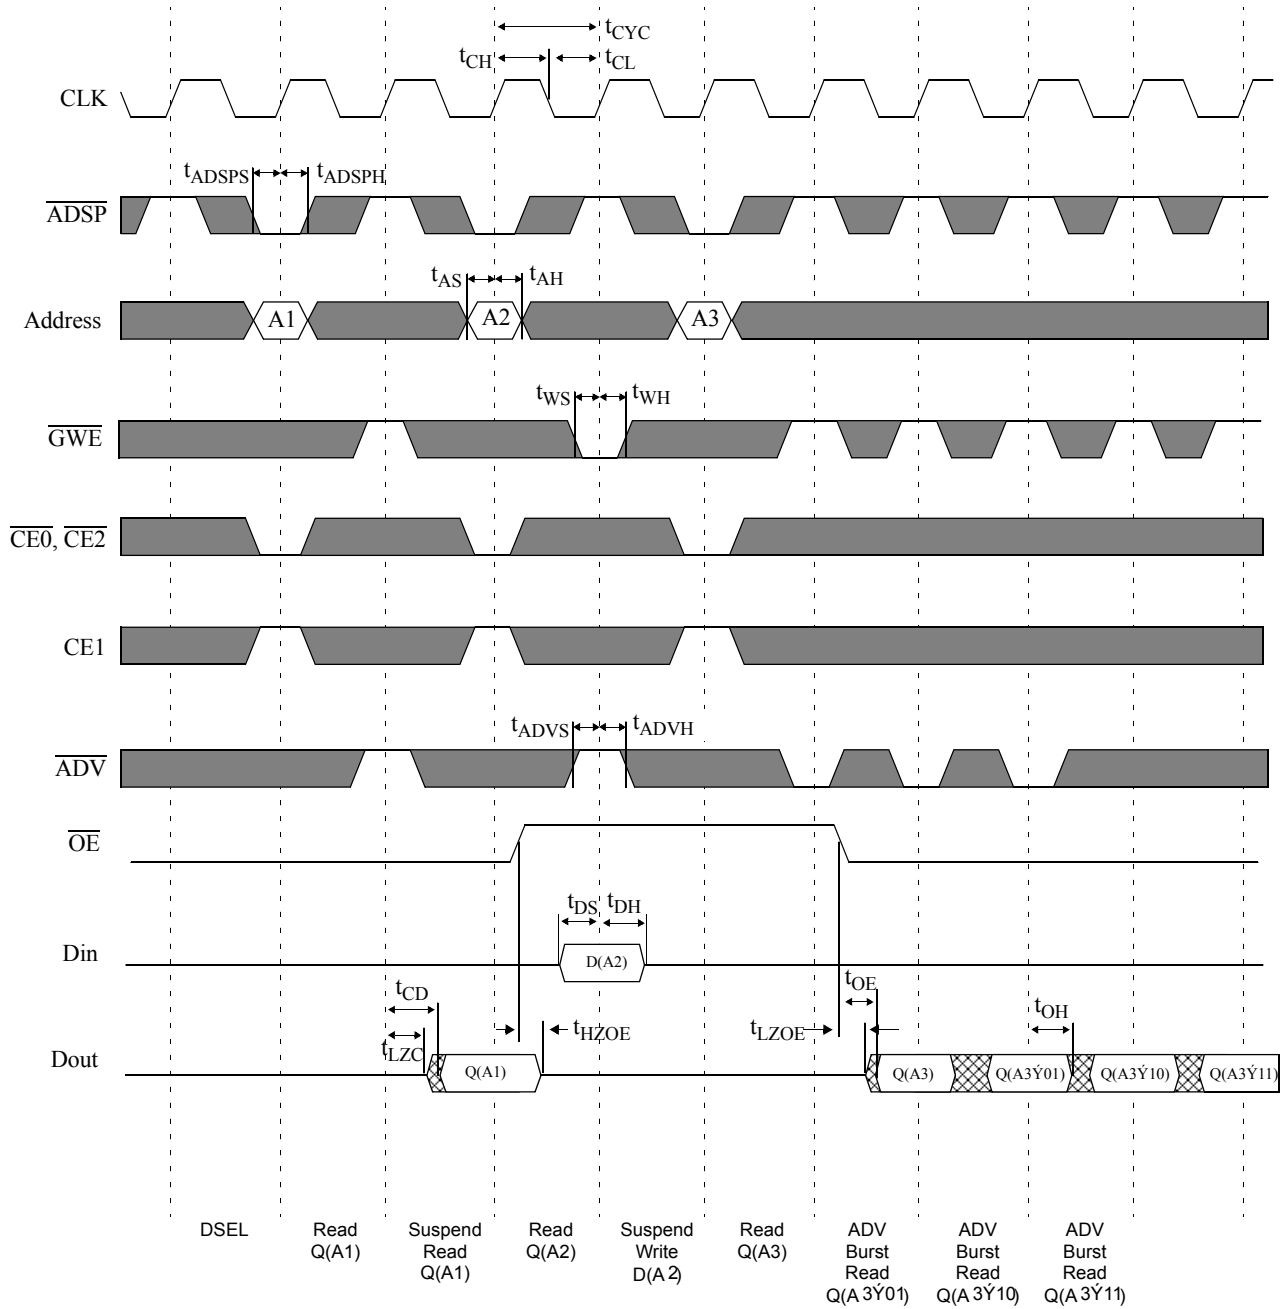 tCYC
tCH
tCL
CLK
tADSPS
tADSPH
ADSP
tAS
tAH
Address
A1
A2
A3
tWS
tWH
GWE
CE0, CE2
CE1
tADVS
tADVH
ADV
OE
tDS
tDH
Din
D(A2)
tCD
tOE
tOH
tHZOE
tLZOE
tLZC
Dout
Q(A1)
Q(A3)
Q(A3Ý01)
Q(A3Ý10)
Q(A3Ý11)
DSEL
Read
Q(A1)
Suspend
Read
Q(A1)
Read
Q(A2)
Suspend
Write
D(A2)
Read
Q(A3)
ADV
Burst
Read
Q(A3Ý01)
ADV
Burst
Read
Q(A3Ý10)
ADV
Burst
Read
Q(A3Ý11)